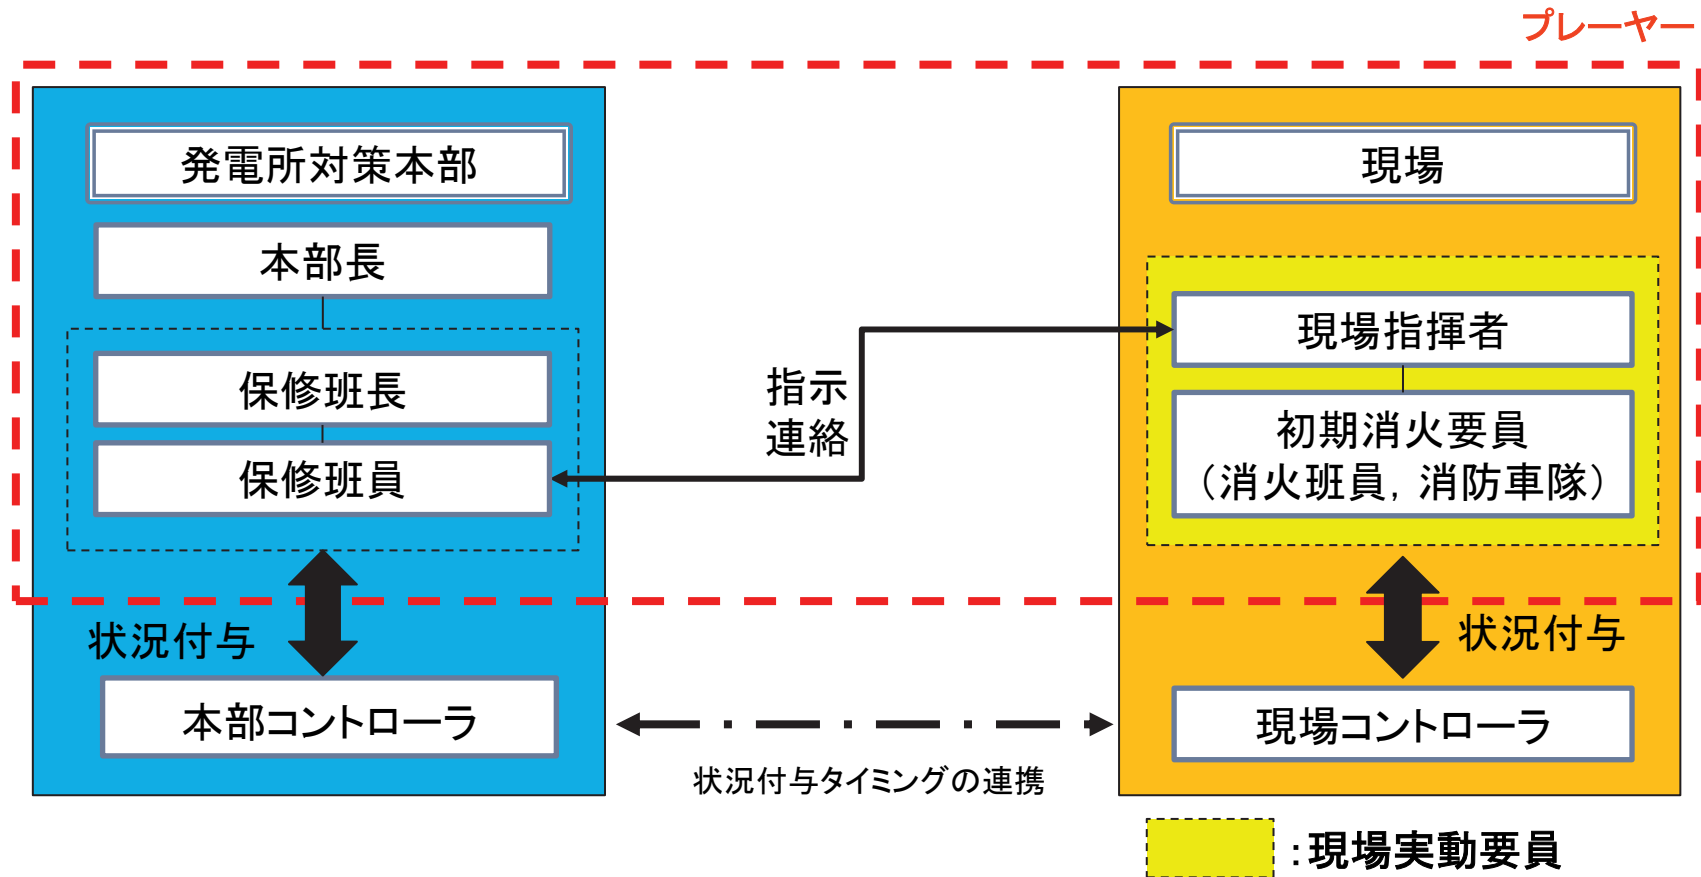 プレーヤー
発電所対策本部
本部長
保修班長
保修班員
状況付与
本部コントローラ
指示
連絡
状況付与タイミングの連携
現場
現場指揮者
初期消火要員
（消火班員，消防車隊）
状況付与
現場コントローラ
：現場実動要員